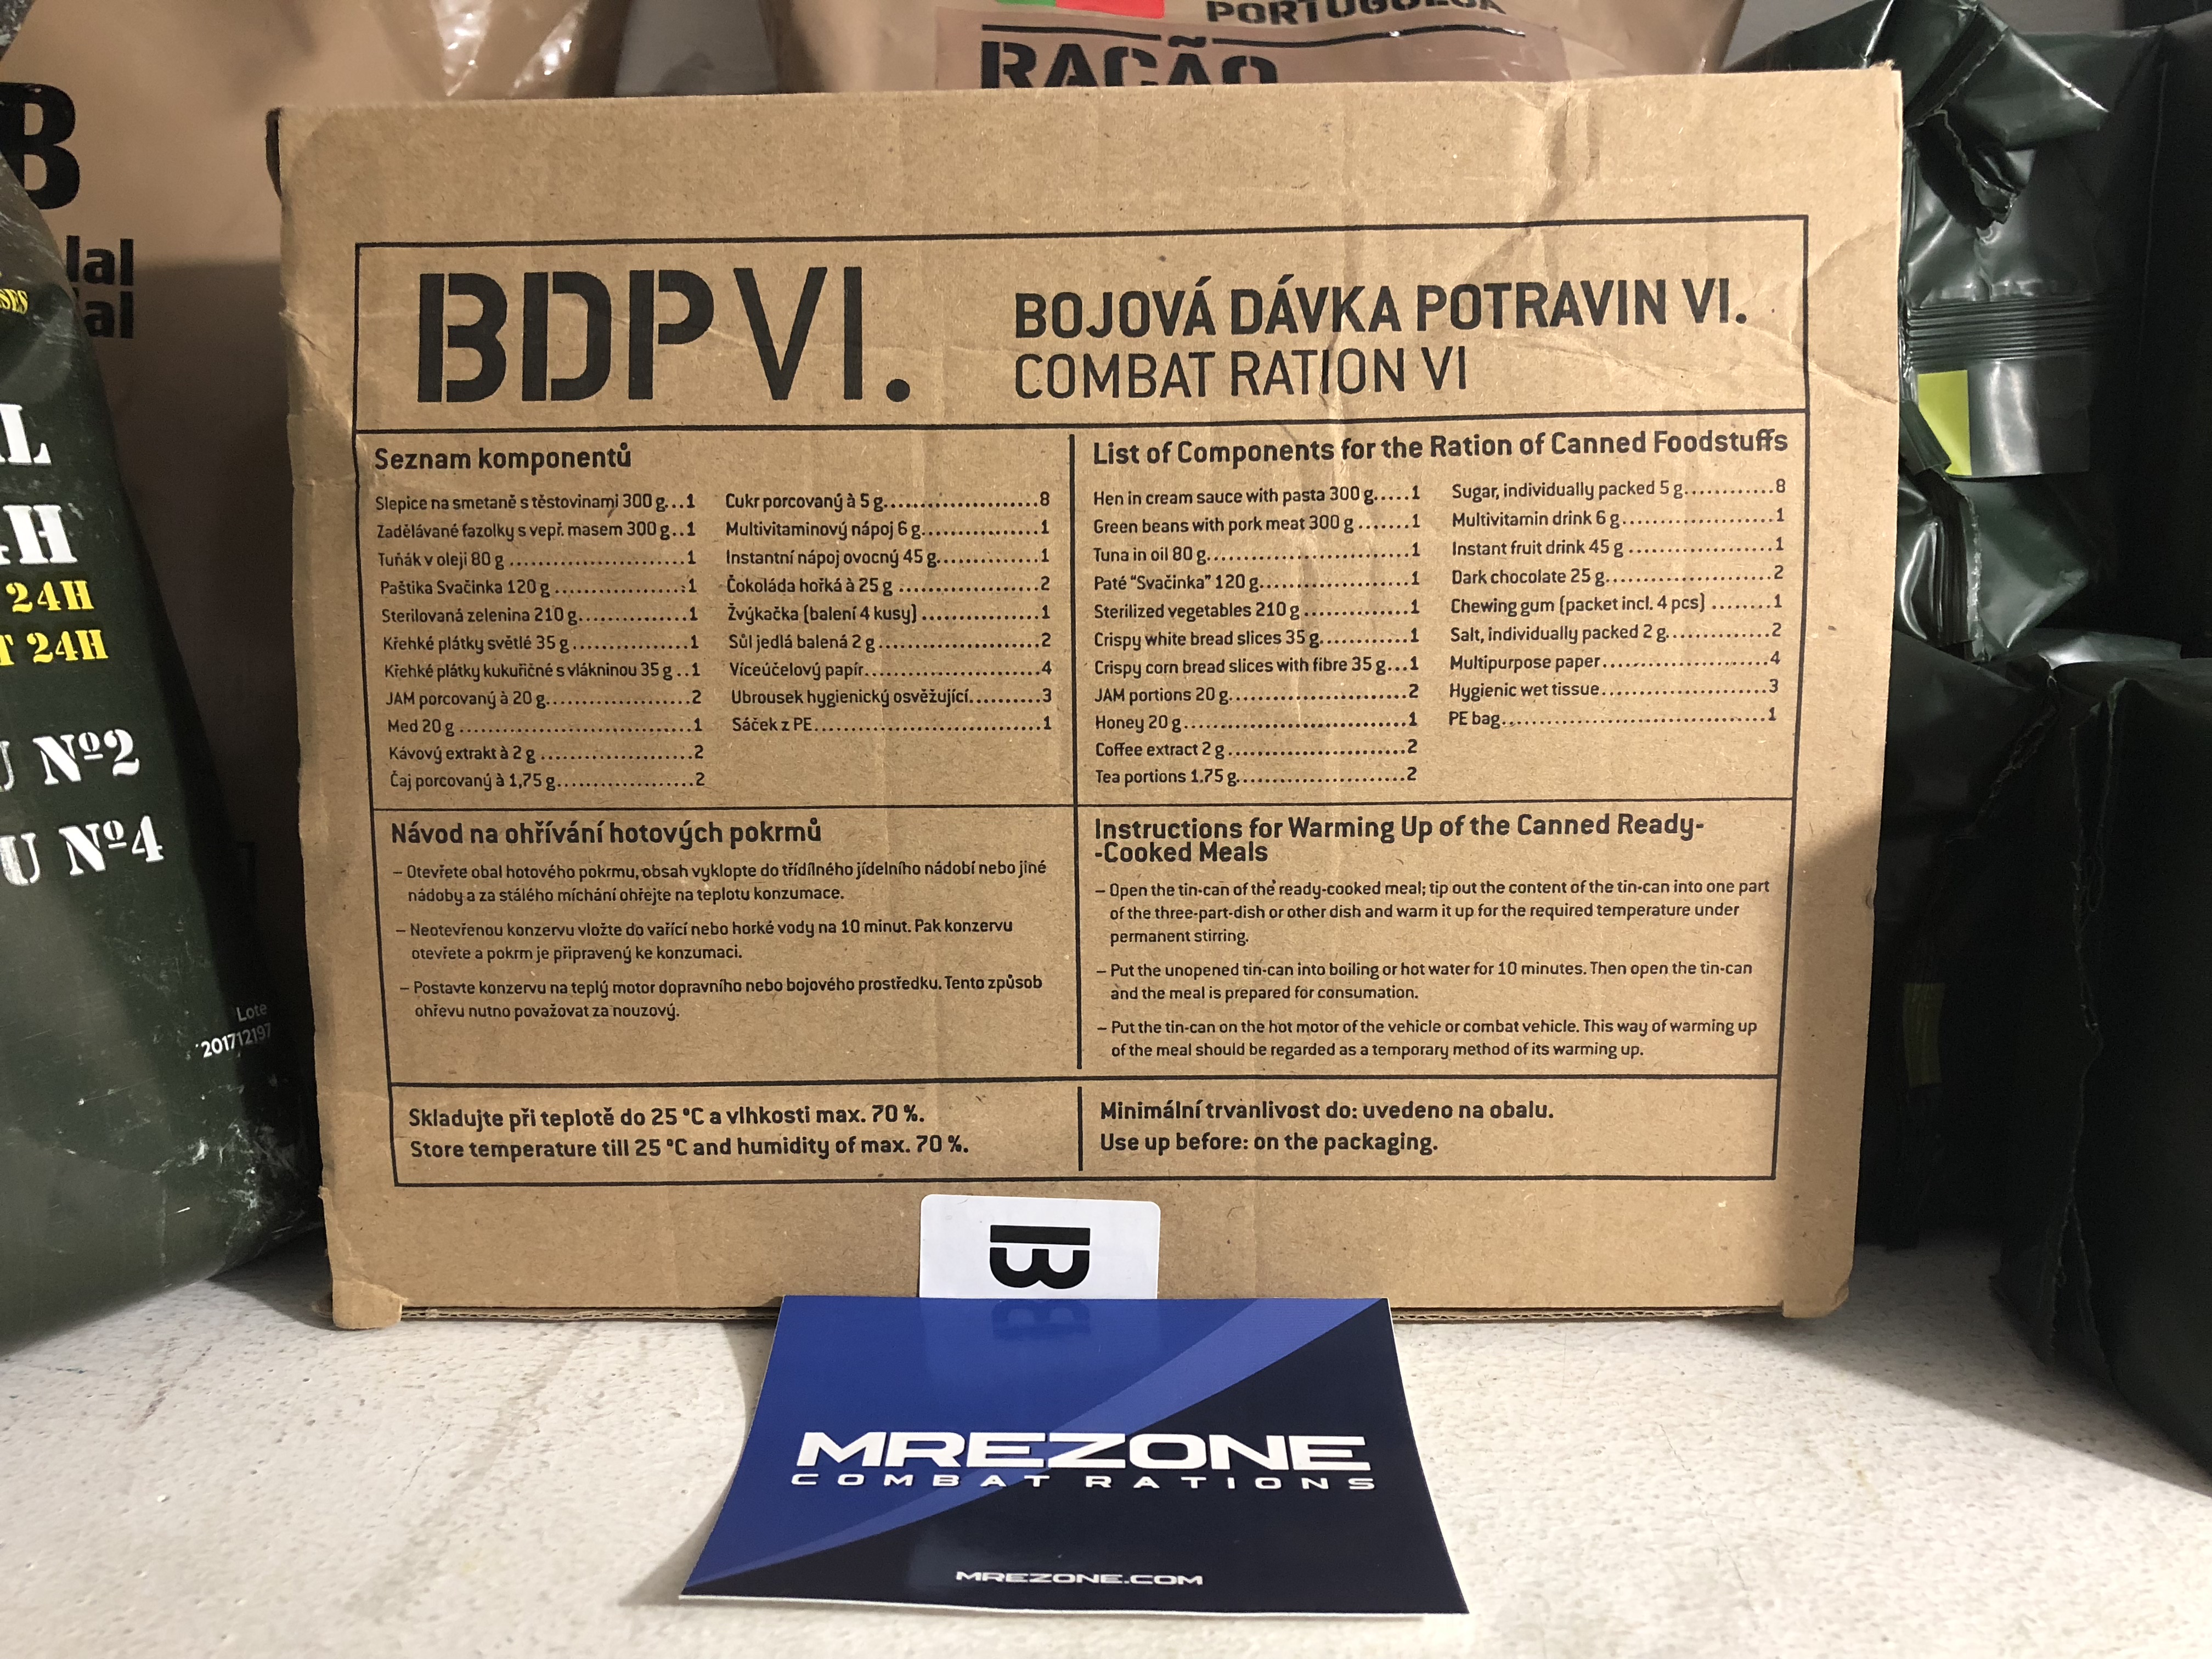 PORTUGUESA
RAÇÃO
B
BDP VI.
BOJOVÁ DÁVKA POTRAVIN VI.
COMBAT RATION VI
Seznam komponentů
Slepice na smetaně s těstovinami 300 g...1
Zadělávané fazolky s vepř. masem 300 g..1
Tuňák v oleji 80 g ......................1
Paštika Svačinka 120 g ..................1
Sterilovaná zelenina 210 g...............1
Křehké plátky světlé 35 g................1
Křehké plátky kukuřičné s vlákninou 35 g ..1
JAM porcovaný à 20 g....................2
Med 20 g ..............................1
Kávový extrakt à 2 g ....................2
Čaj porcovaný à 1,75 g..................2
Cukr porcovaný à 5 g.....................8
Multivitaminový nápoj 6 g................1
Instantní nápoj ovocný 45 g..............1
Čokoláda hořká à 25 g ...................2
Žvýkačka (balení 4 kusy) ................1
Sůl jedlá balená 2 g.....................2
Víceúčelový papír........................4
Ubrousek hygienický osvěžující..........3
Sáček z PE...............................1
List of Components for the Ration of Canned Foodstuffs
Hen in cream sauce with pasta 300 g.....1
Green beans with pork meat 300 g .......1
Tuna in oil 80 g..........................1
Paté “Svačinka” 120 g...................1
Sterilized vegetables 210 g..............1
Crispy white bread slices 35 g...........1
Crispy corn bread slices with fibre 35 g...1
JAM portions 20 g.......................2
Honey 20 g .............................1
Coffee extract 2 g .......................2
Tea portions 1.75 g......................2
Sugar, individually packed 5 g............8
Multivitamin drink 6 g....................1
Instant fruit drink 45 g ...................1
Dark chocolate 25 g......................2
Chewing gum (packet incl. 4 pcs) ........1
Salt, individually packed 2 g..............2
Multipurpose paper......................4
Hygienic wet tissue......................3
PE bag...................................1
Návod na ohřívání hotových pokrmů
– Otevřete obal hotového pokrmu, obsah vyklopte do třídílného jídelního nádobí nebo jiné
nádoby a za stálého míchání ohřejte na teplotu konzumace.
– Neotevřenou konzervu vložte do vařící nebo horké vody na 10 minut. Pak konzervu
otevřete a pokrm je připravený ke konzumaci.
– Postavte konzervu na teplý motor dopravního nebo bojového prostředku. Tento způsob
ohřevu nutno považovat za nouzový.
Instructions for Warming Up of the Canned Ready-
-Cooked Meals
– Open the tin-can of the ready-cooked meal; tip out the content of the tin-can into one part
of the three-part-dish or other dish and warm it up for the required temperature under
permanent stirring.
– Put the unopened tin-can into boiling or hot water for 10 minutes. Then open the tin-can
and the meal is prepared for consumation.
– Put the tin-can on the hot motor of the vehicle or combat vehicle. This way of warming up
of the meal should be regarded as a temporary method of its warming up.
Skladujte při teplotě do 25 °C a vlhkosti max. 70 %.
Store temperature till 25 °C and humidity of max. 70 %.
Minimální trvanlivost do: uvedeno na obalu.
Use up before: on the packaging.
24H
24H
Nº2
Nº4
Lote
201712197
B
MREZONE
COMBAT RATIONS
MREZONE.COM